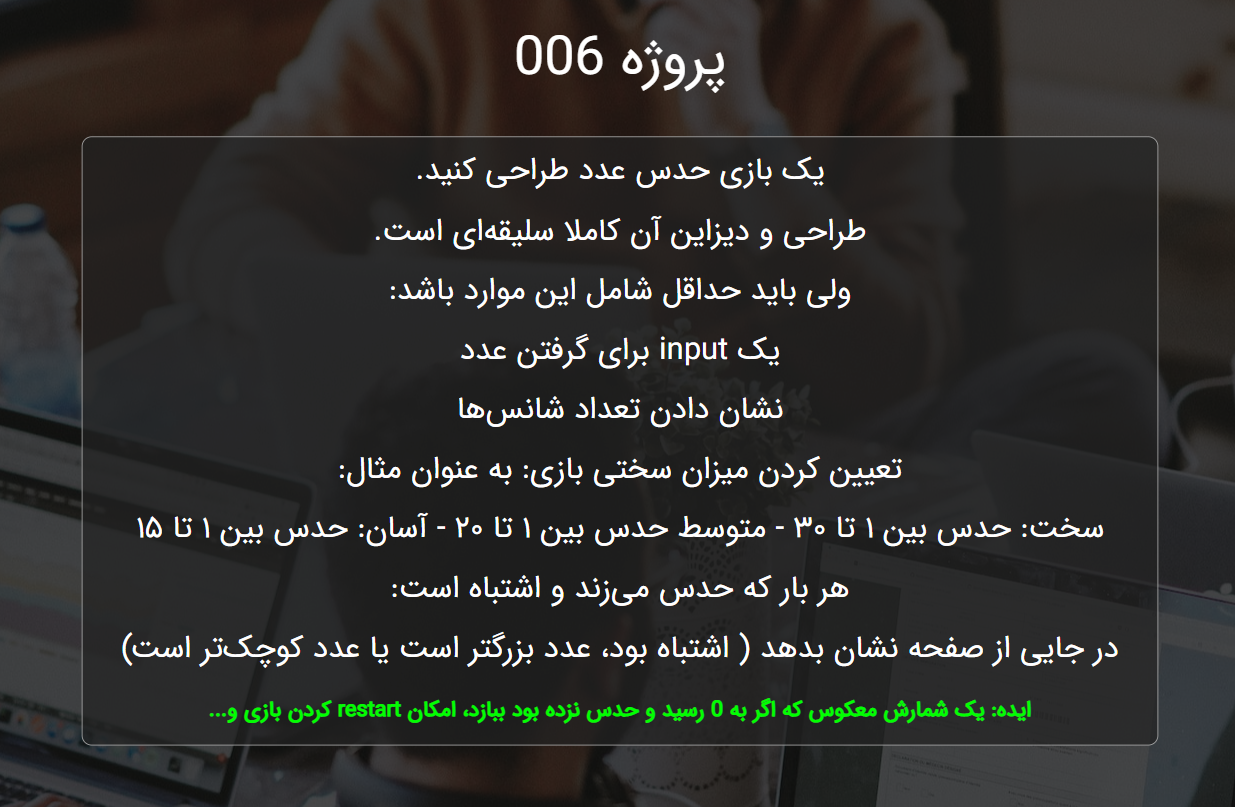 پروژه 006
یک بازی حدس عدد طراحی کنید.
طراحی و دیزاین آن کاملا سلیقه‌ای است.
ولی باید حداقل شامل این موارد باشد:
یک input برای گرفتن عدد
نشان دادن تعداد شانس‌ها
تعیین کردن میزان سختی بازی: به عنوان مثال:
سخت: حدس بین ۱ تا ۳۰ - متوسط حدس بین ۱ تا ۲۰ - آسان: حدس بین ۱ تا ۱۵
هر بار که حدس می‌زند و اشتباه است:
در جایی از صفحه نشان بدهد ( اشتباه بود، عدد بزرگتر است یا عدد کوچک‌تر است)
ایده: یک شمارش معکوس که اگر به 0 رسید و حدس نزده بود ببازد، امکان restart کردن بازی و...